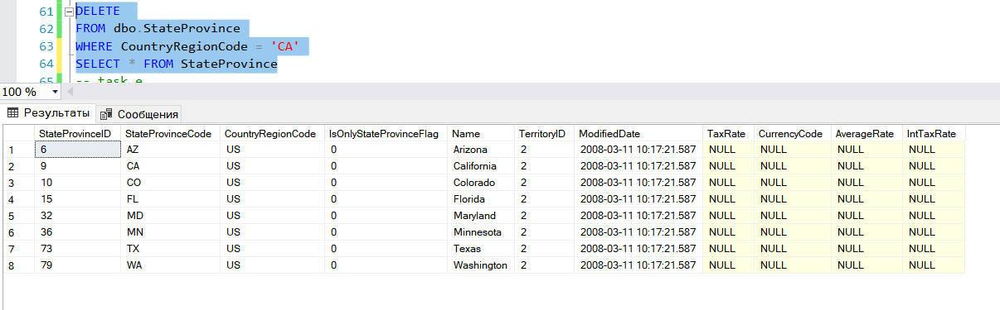 61 DELETE
62 FROM dbo.StateProvince
63 WHERE CountryRegionCode = 'CA'
64 SELECT * FROM StateProvince
65 -- task e
100 %
Результаты Сообщения
StateProvinceID StateProvinceCode CountryRegionCode IsOnlyStateProvinceFlag Name TerritoryID ModifiedDate TaxRate CurrencyCode AverageRate IntTaxRate
1 6 AZ US 0 Arizona 2 2008-03-11 10:17:21.587 NULL NULL NULL NULL
2 9 CA US 0 California 2 2008-03-11 10:17:21.587 NULL NULL NULL NULL
3 10 CO US 0 Colorado 2 2008-03-11 10:17:21.587 NULL NULL NULL NULL
4 15 FL US 0 Florida 2 2008-03-11 10:17:21.587 NULL NULL NULL NULL
5 32 MD US 0 Maryland 2 2008-03-11 10:17:21.587 NULL NULL NULL NULL
6 36 MN US 0 Minnesota 2 2008-03-11 10:17:21.587 NULL NULL NULL NULL
7 73 TX US 0 Texas 2 2008-03-11 10:17:21.587 NULL NULL NULL NULL
8 79 WA US 0 Washington 2 2008-03-11 10:17:21.587 NULL NULL NULL NULL